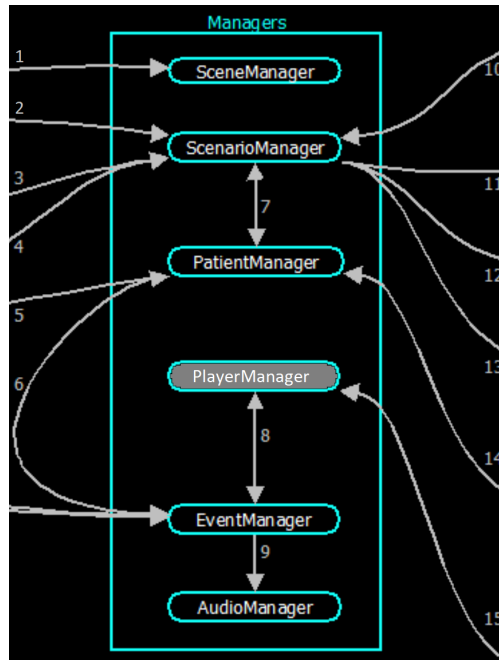 Managers
1
SceneManager
10
2
ScenarioManager
3
11
4
7
12
PatientManager
5
13
PlayerManager
6
8
14
EventManager
9
AudioManager
15